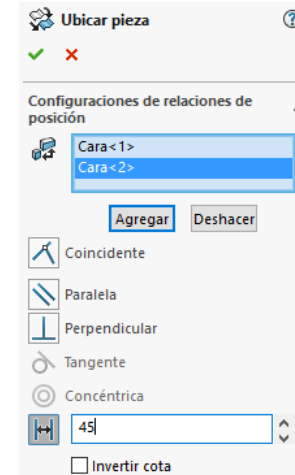 Ubicar pieza
Configuraciones de relaciones de
posición
Cara<1>
Cara<2>
Agregar Deshacer
Coincidente
Paralela
Perpendicular
Tangente
Concéntrica
45
Invertir cota